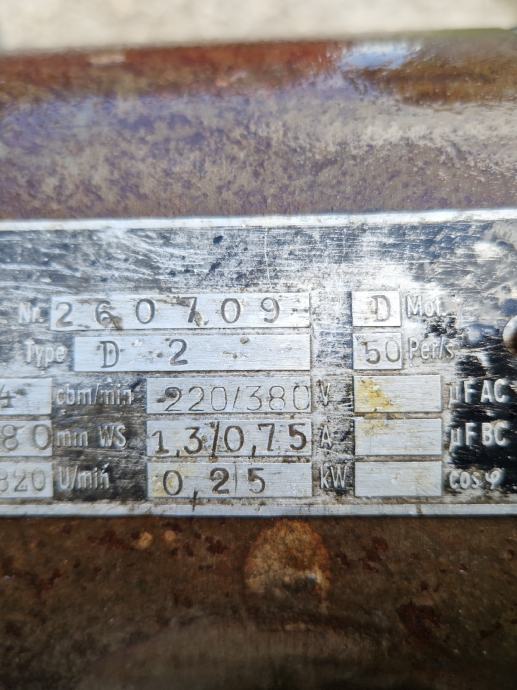 Nr. 260709 D Mot.
Type D 2 50 Per/s
4 cbm/min 220/380 V µF AC
80 mm WS 1,3/0,75 A µF BC
820 U/min 0,25 kW cos φ